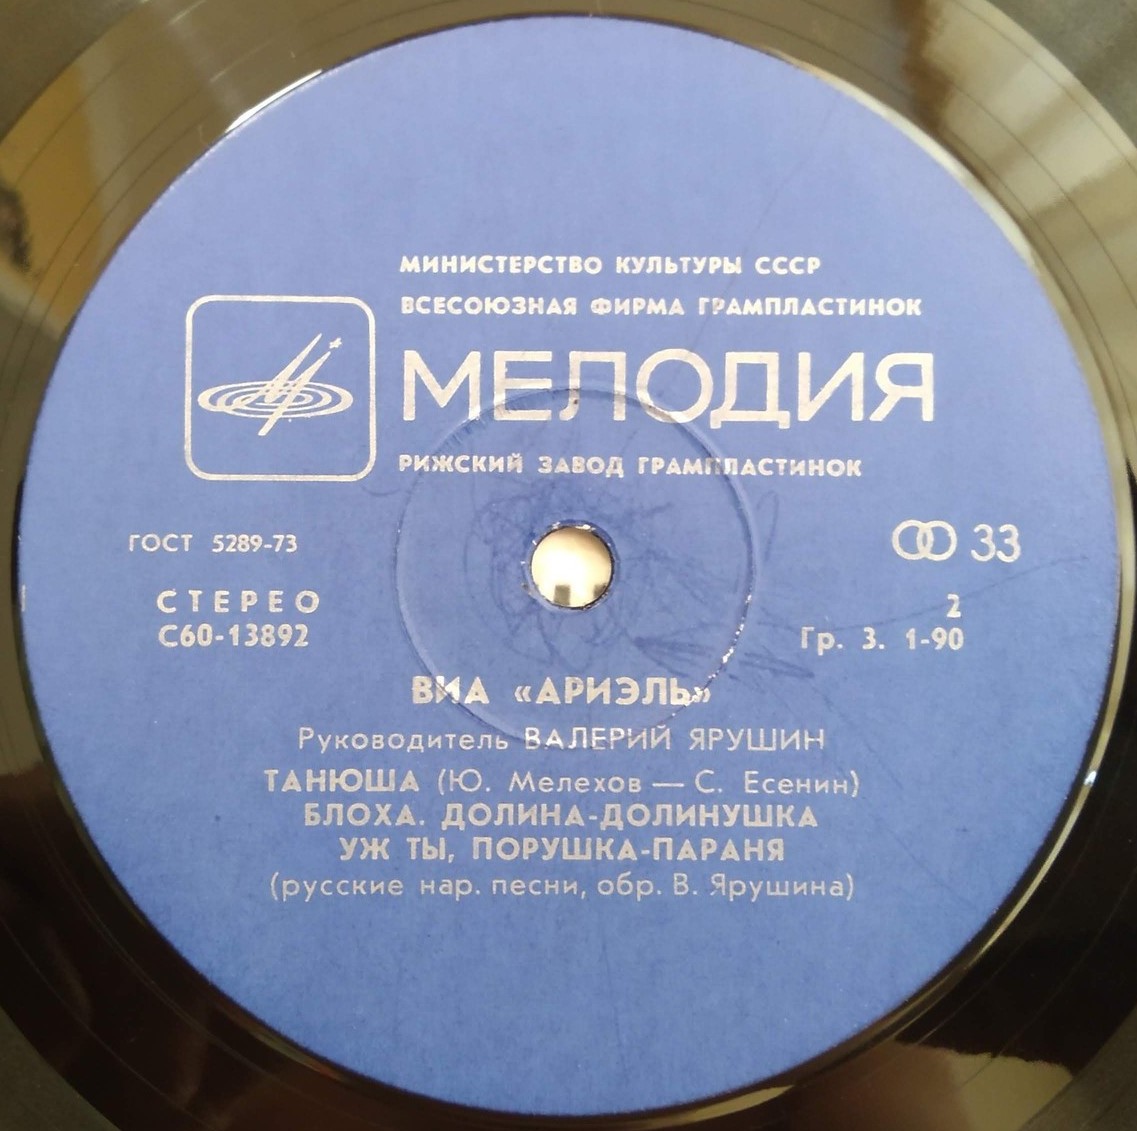 МИНИСТЕРСТВО КУЛЬТУРЫ СССР
ВСЕСОЮЗНАЯ ФИРМА ГРАМПЛАСТИНОК
МЕЛОДИЯ
РИЖСКИЙ ЗАВОД ГРАМПЛАСТИНОК
ГОСТ 5289-73
33
СТЕРЕО
2
С60-13892
Гр. 3. 1-90
ВИА «АРИЭЛЬ»
Руководитель ВАЛЕРИЙ ЯРУШИН
ТАНЮША (Ю. Мелехов — С. Есенин)
БЛОХА. ДОЛИНА-ДОЛИНУШКА
УЖ ТЫ, ПОРУШКА-ПАРАНЯ
(русские нар. песни, обр. В. Ярушина)